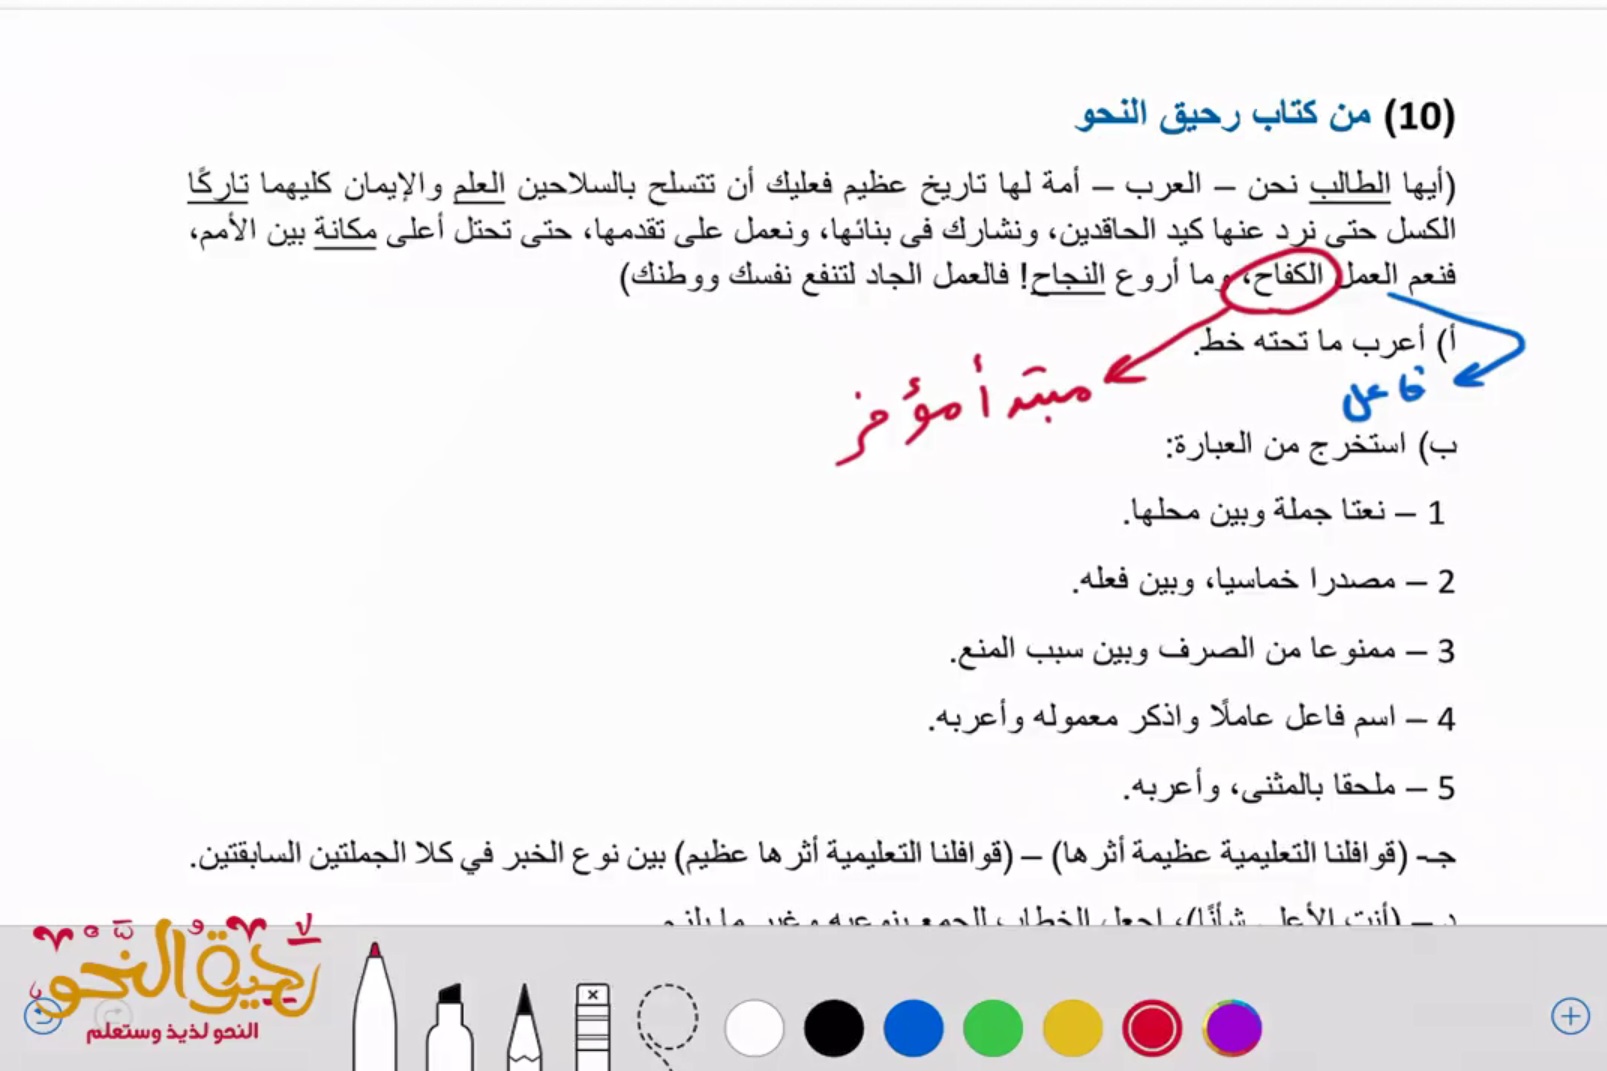 (10) من كتاب رحيق النحو
(أيها الطالب نحن – العرب – أمة لها تاريخ عظيم فعليك أن تتسلح بالسلاحين العلم والإيمان كليهما تاركًا
الكسل حتى نرد عنها كيد الحاقدين، ونشارك فى بنائها، ونعمل على تقدمها، حتى تحتل أعلى مكانة بين الأمم،
فنعم العمل الكفاح، وما أروع النجاح! فالعمل الجاد لتنفع نفسك ووطنك)
أ) أعرب ما تحته خط.
فاعل
مبتدأ مؤخر
ب) استخرج من العبارة:
1 – نعتا جملة وبين محلها.
2 – مصدرا خماسيا، وبين فعله.
3 – ممنوعا من الصرف وبين سبب المنع.
4 – اسم فاعل عاملًا واذكر معموله وأعربه.
5 – ملحقا بالمثنى، وأعربه.
جـ- (قوافلنا التعليمية عظيمة أثرها) – (قوافلنا التعليمية أثرها عظيم) بين نوع الخبر في كلا الجملتين السابقتين.
د – (أنت الأعلى شأنًا)، اجعل الخطاب للجمع بنوعيه وغير ما يلزم
رحيق النحو
النحو لذيذ وستعلم